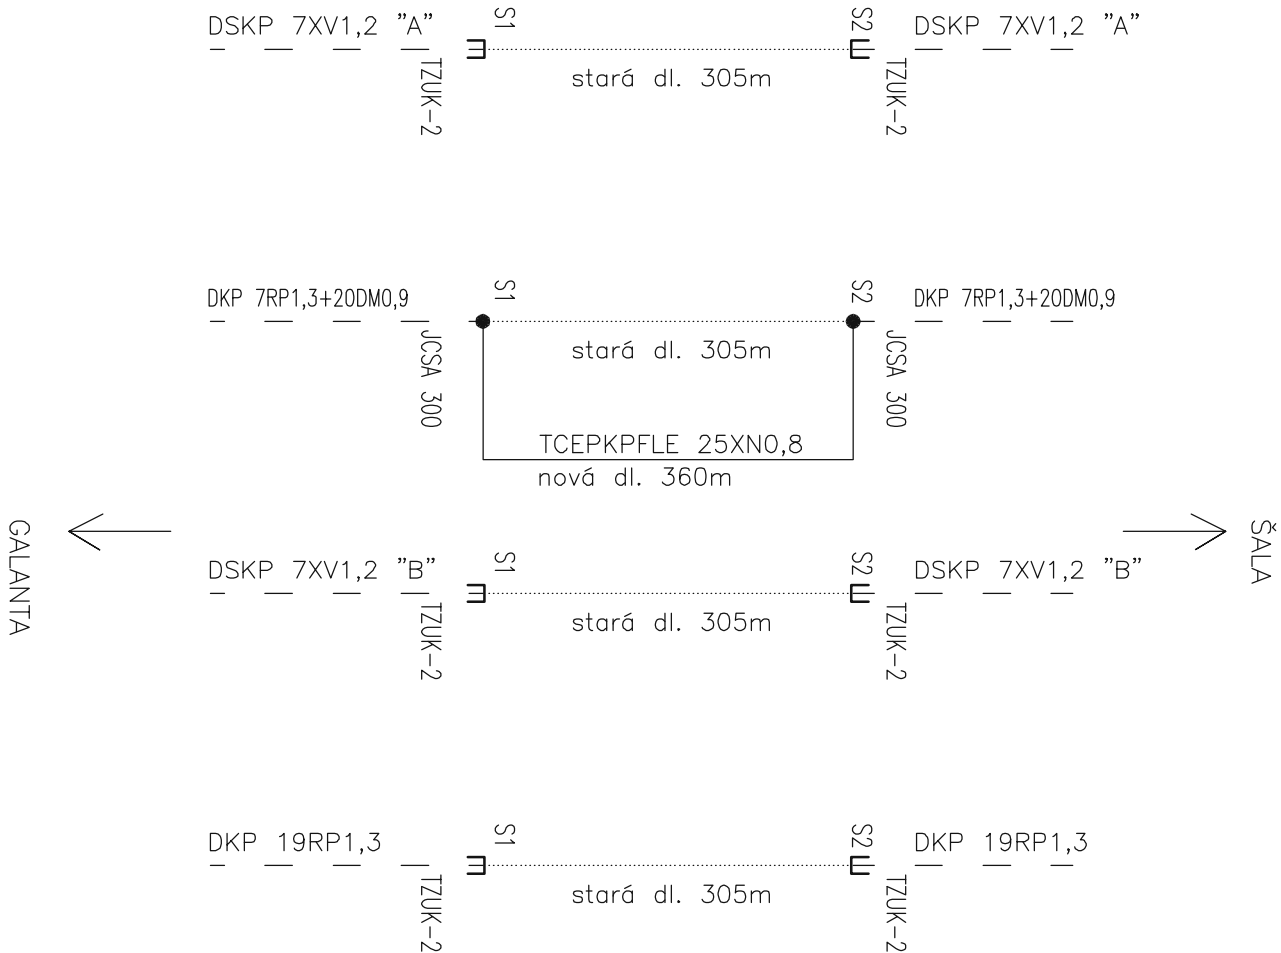 DSKP 7XV1,2 "A"
S1
S2
DSKP 7XV1,2 "A"
TZUK-2
stará dl. 305m
TZUK-2
DKP 7RP1,3+20DM0,9
S1
S2
DKP 7RP1,3+20DM0,9
JCSA 300
stará dl. 305m
JCSA 300
TCEPKPFLE 25XN0,8
nová dl. 360m
GALANTA
ŠALA
DSKP 7XV1,2 "B"
S1
S2
DSKP 7XV1,2 "B"
TZUK-2
stará dl. 305m
TZUK-2
DKP 19RP1,3
S1
S2
DKP 19RP1,3
TZUK-2
stará dl. 305m
TZUK-2